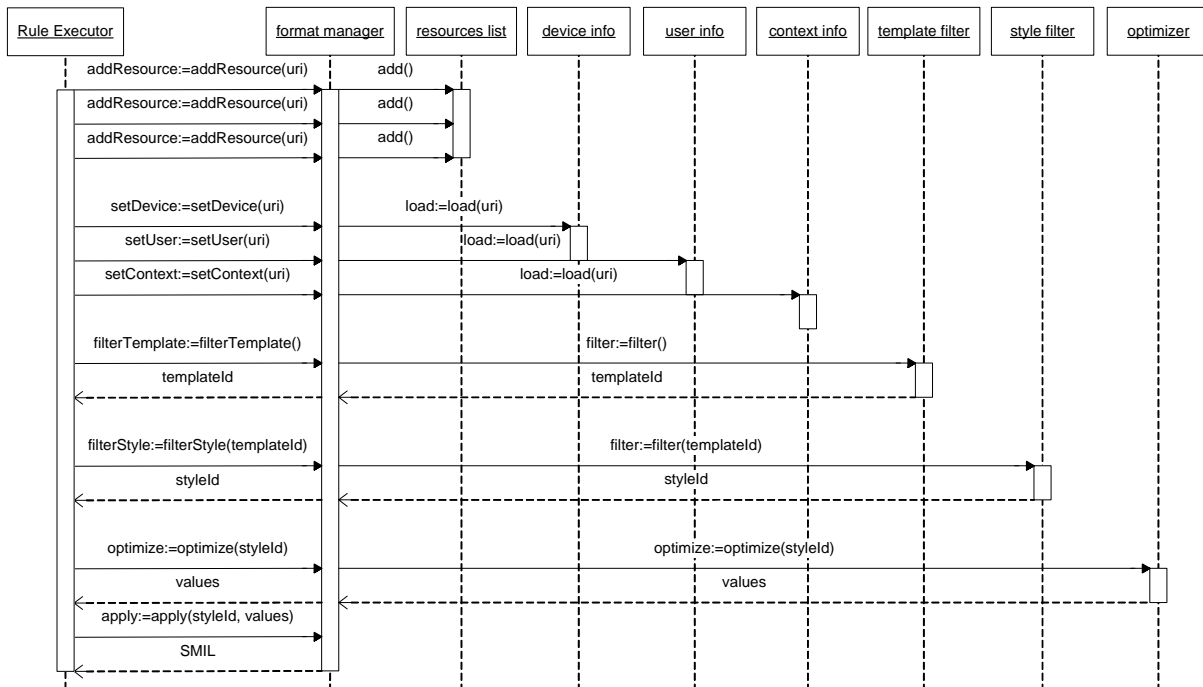 Rule Executor
format manager
resources list
device info
user info
context info
template filter
style filter
optimizer
addResource:=addResource(uri)
add()
addResource:=addResource(uri)
add()
addResource:=addResource(uri)
add()
setDevice:=setDevice(uri)
load:=load(uri)
setUser:=setUser(uri)
load:=load(uri)
setContext:=setContext(uri)
load:=load(uri)
filterTemplate:=filterTemplate()
filter:=filter()
templateId
templateId
filterStyle:=filterStyle(templateId)
filter:=filter(templateId)
styleId
styleId
optimize:=optimize(styleId)
optimize:=optimize(styleId)
values
values
apply:=apply(styleId, values)
SMIL